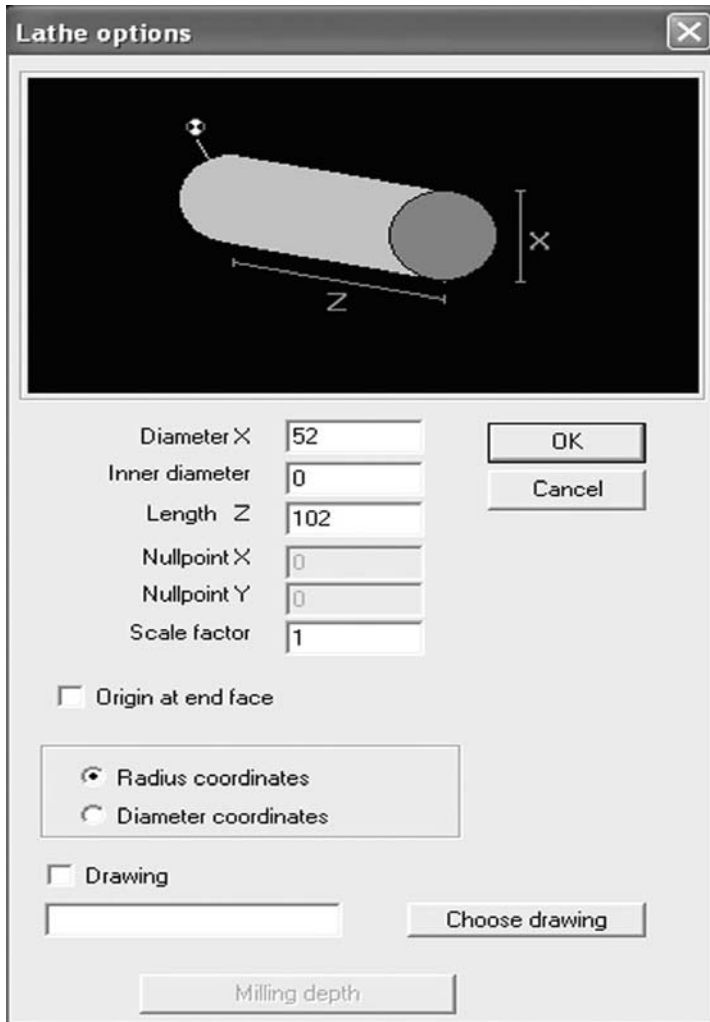 Lathe options
X
Z
Diameter X 52
Inner diameter 0
Length Z 102
Nullpoint X 0
Nullpoint Y 0
Scale factor 1
OK
Cancel
Origin at end face
Radius coordinates
Diameter coordinates
Drawing
Choose drawing
Milling depth